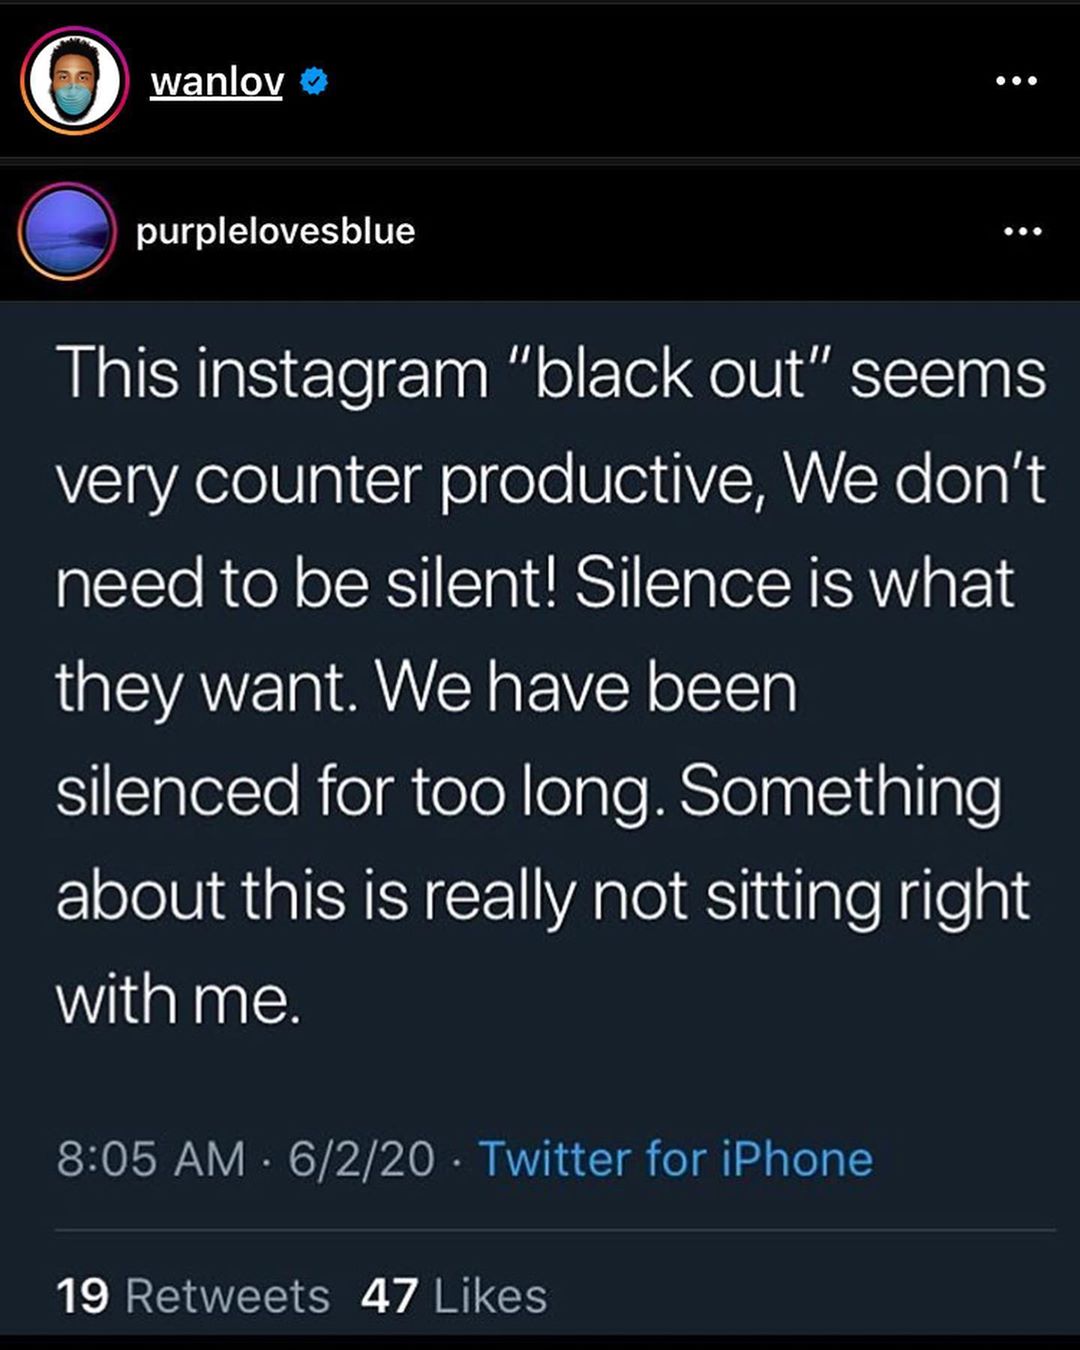 wanlov
purplelovesblue
This instagram “black out” seems
very counter productive, We don’t
need to be silent! Silence is what
they want. We have been
silenced for too long. Something
about this is really not sitting right
with me.
8:05 AM · 6/2/20 · Twitter for iPhone
19 Retweets 47 Likes